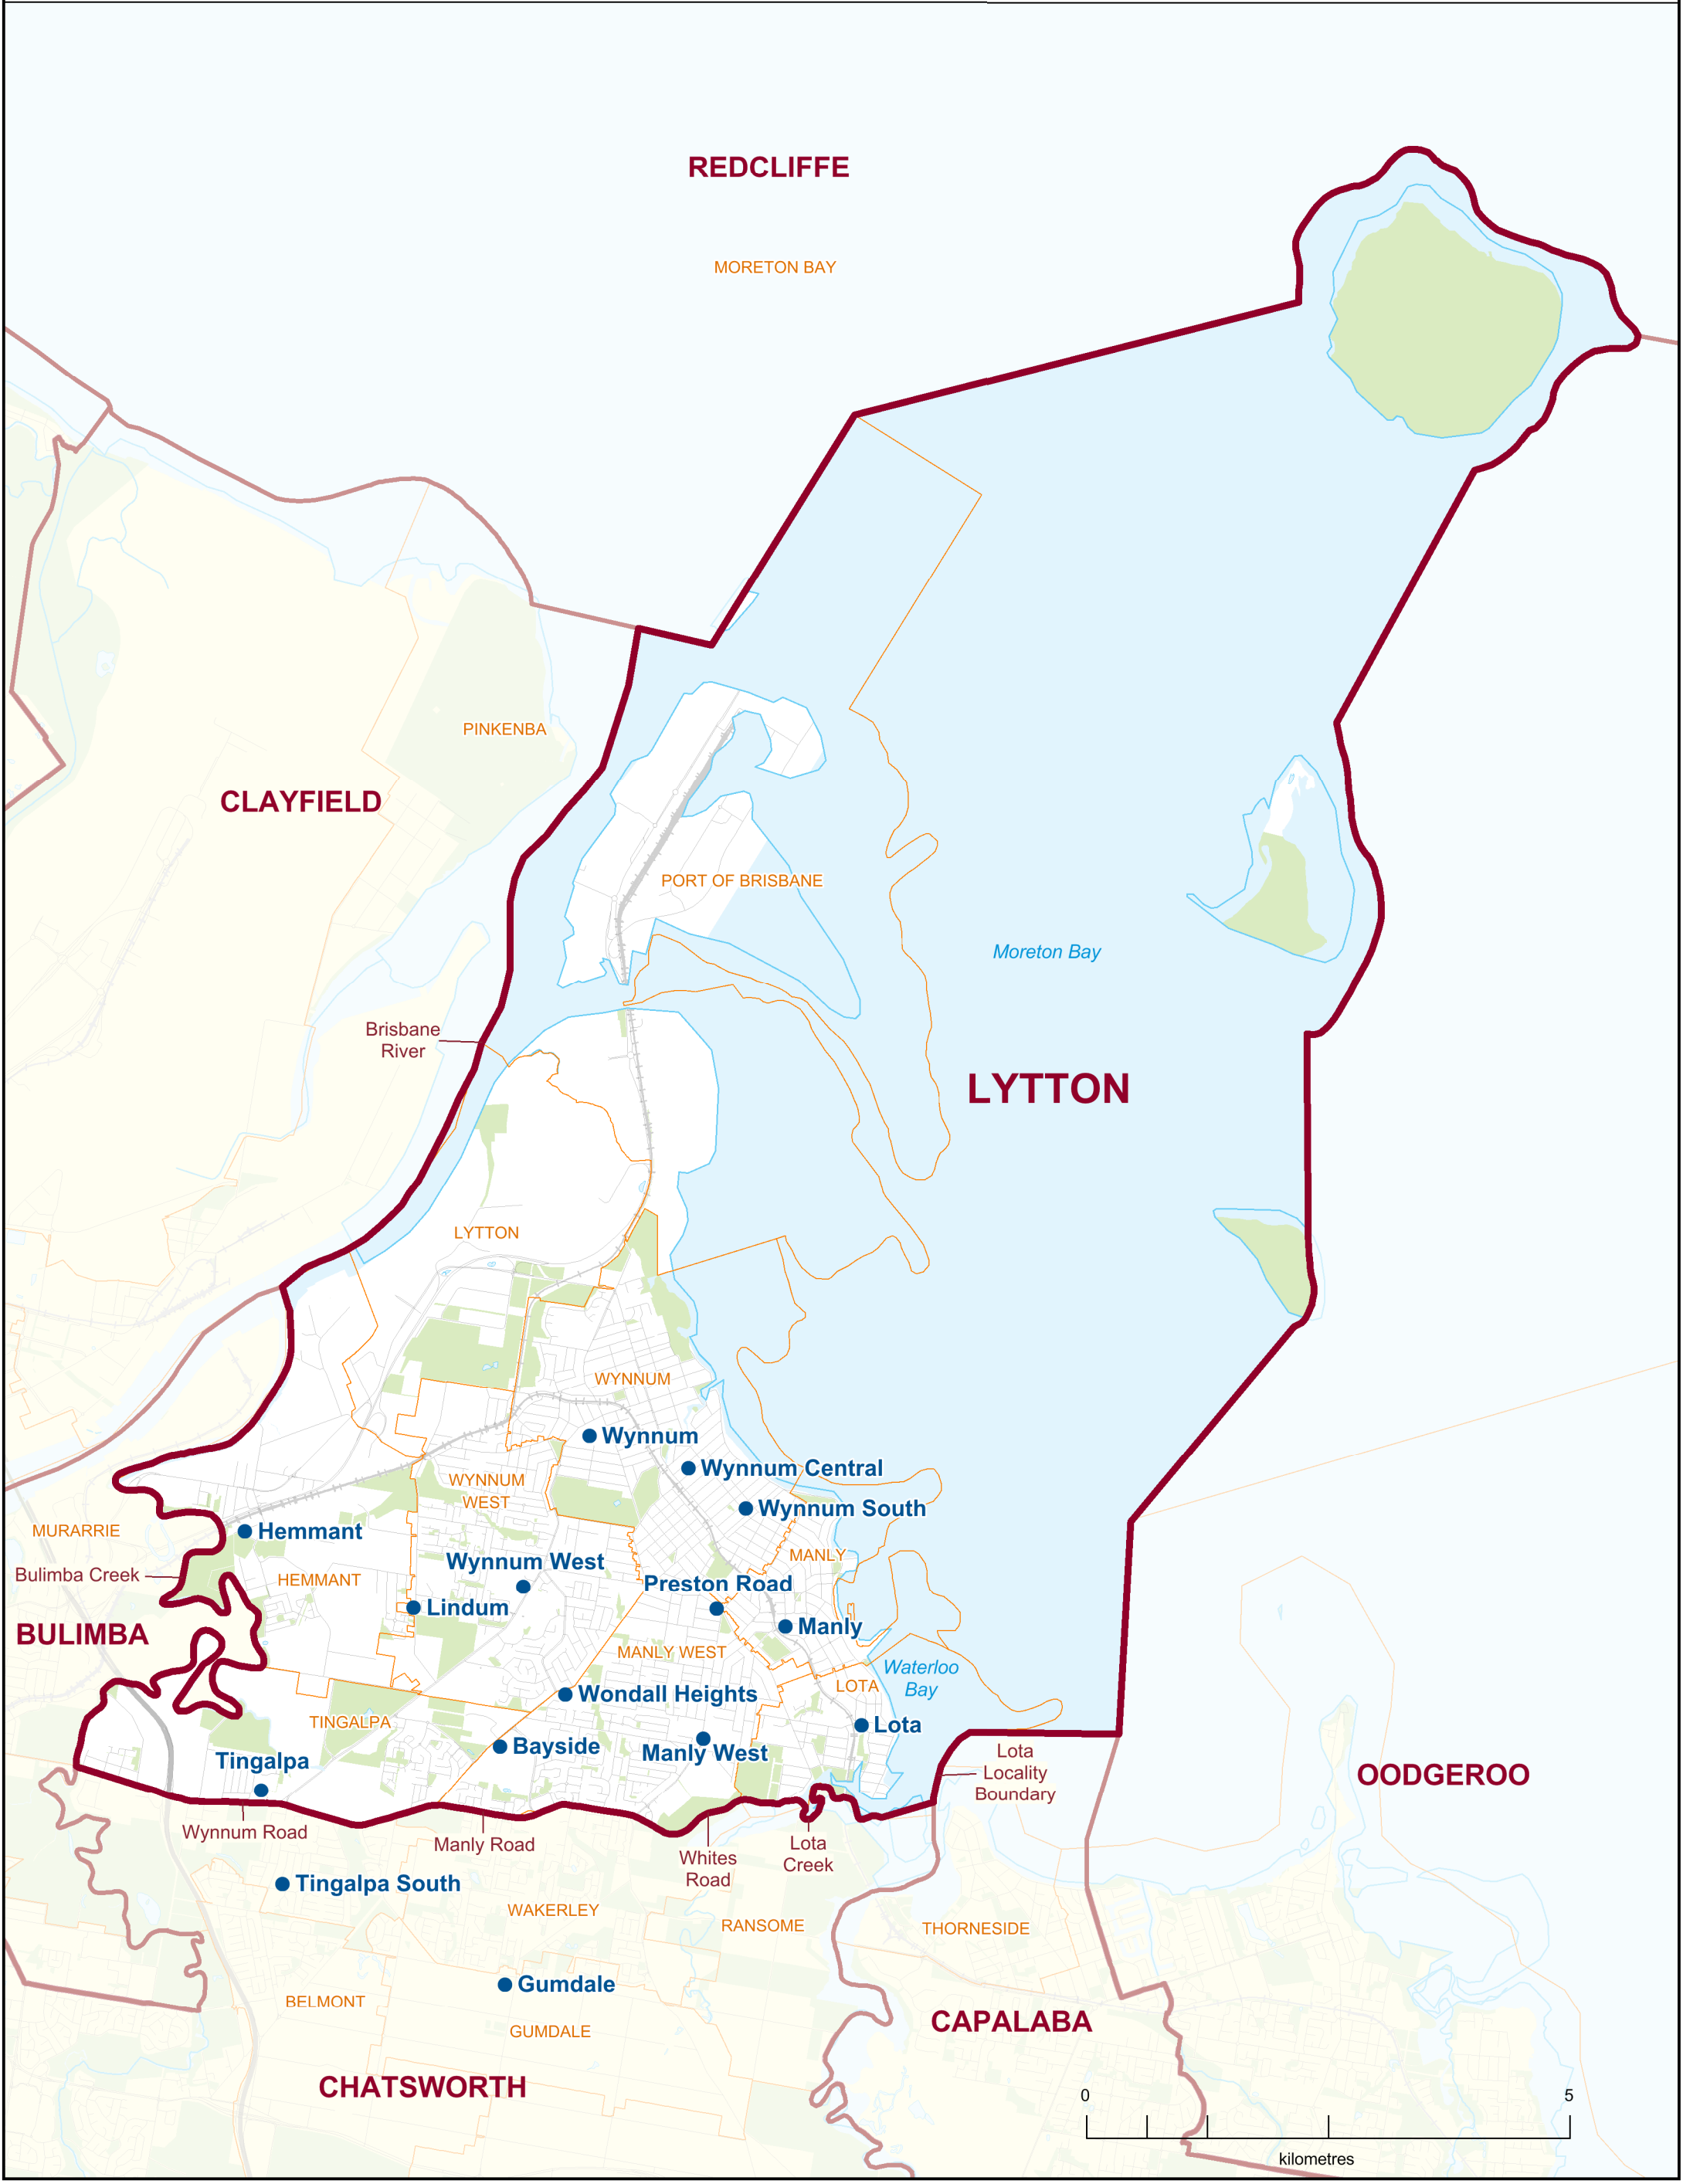 REDCLIFFE
MORETON BAY
PINKENBA
CLAYFIELD
PORT OF BRISBANE
Moreton Bay
Brisbane
River
LYTTON
LYTTON
WYNNUM
Wynnum
Wynnum Central
WYNNUM
WEST
Wynnum South
MURARRIE
Hemmant
Wynnum West
MANLY
Bulimba Creek
HEMMANT
Preston Road
Lindum
Manly
BULIMBA
MANLY WEST
Waterloo
Bay
LOTA
Wondall Heights
TINGALPA
Lota
Bayside
Manly West
Tingalpa
Lota
Locality
Boundary
OODGEROO
Wynnum Road
Manly Road
Whites
Road
Lota
Creek
Tingalpa South
WAKERLEY
RANSOME
THORNESIDE
Gumdale
BELMONT
GUMDALE
CAPALABA
CHATSWORTH
0 5
kilometres